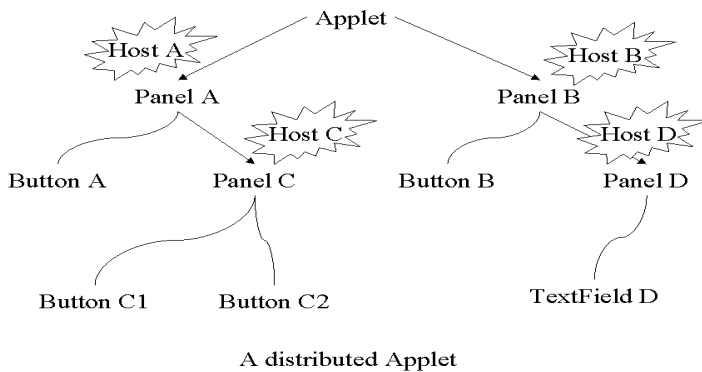 Applet
Host A
Host B
Panel A
Panel B
Host C
Host D
Button A
Panel C
Button B
Panel D
Button C1
Button C2
TextField D
A distributed Applet